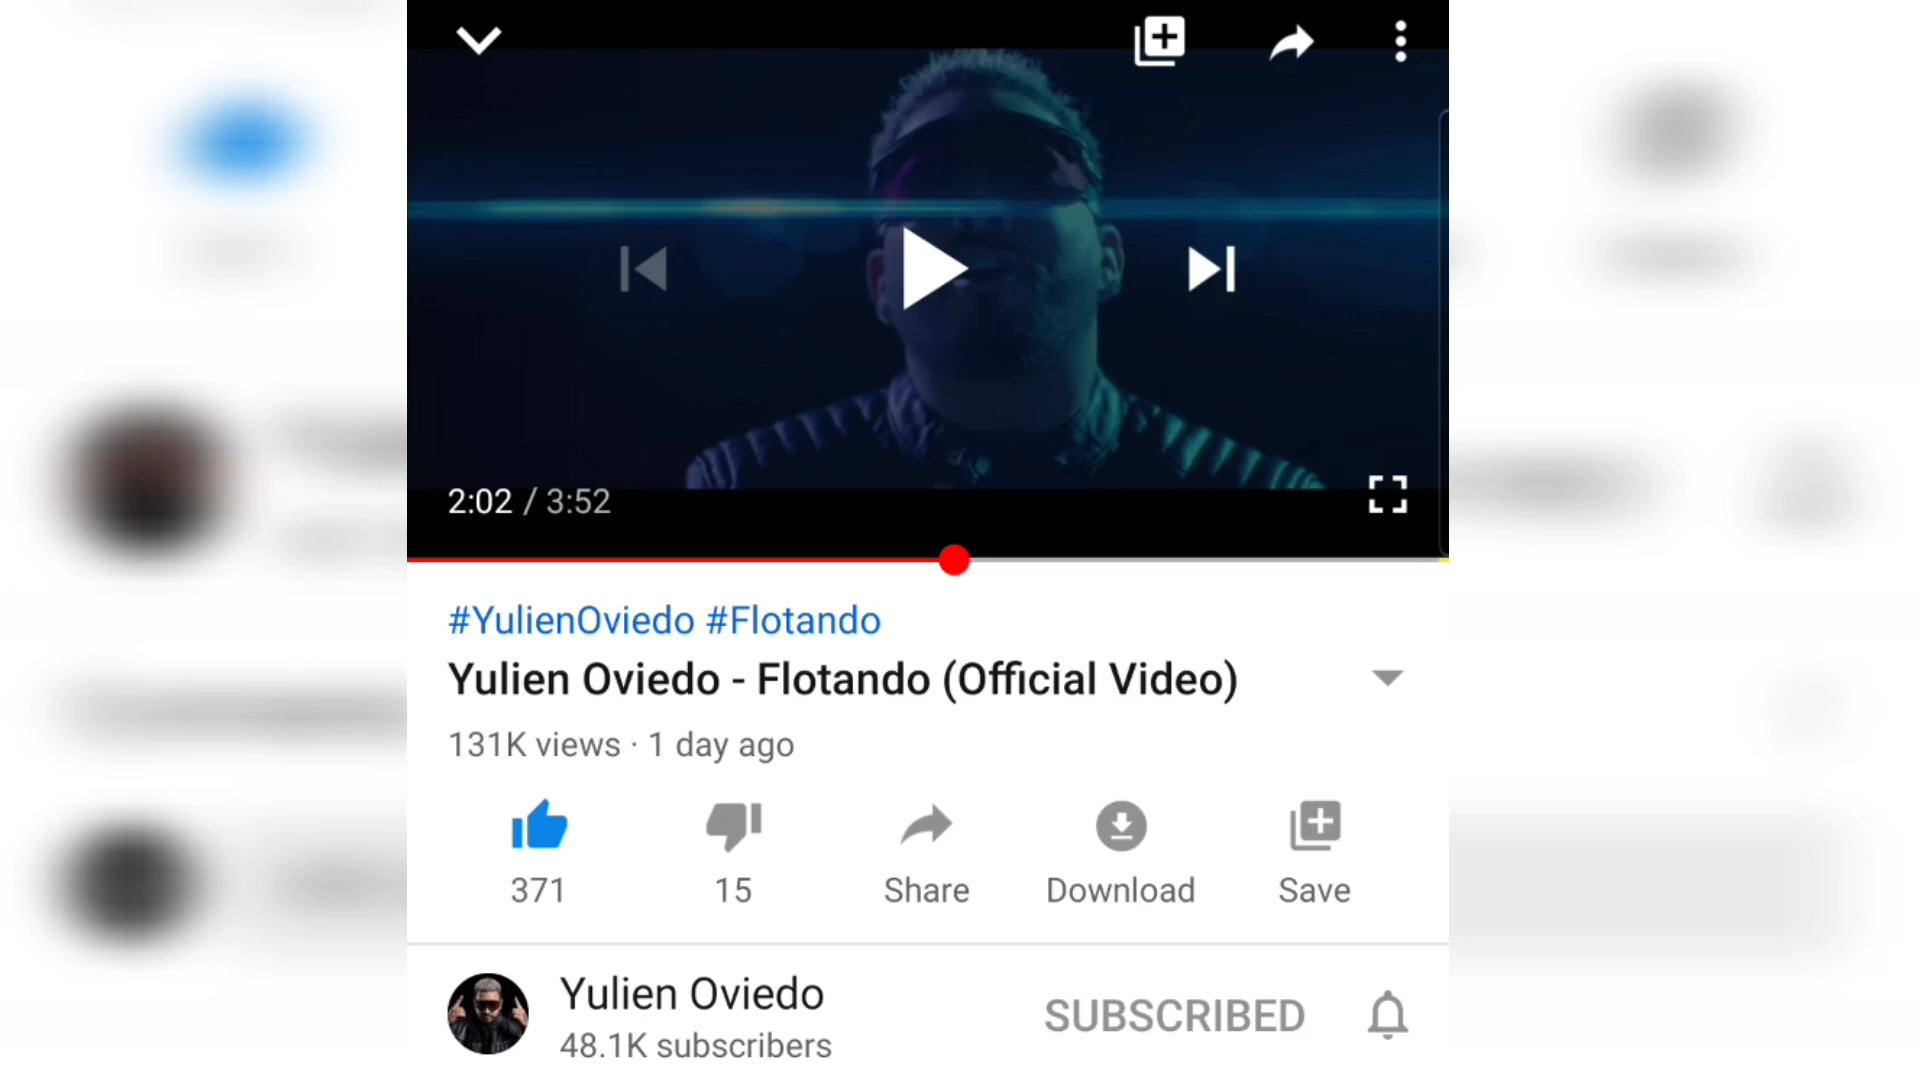 2:02 / 3:52
#YulienOviedo #Flotando
Yulien Oviedo - Flotando (Official Video)
131K views · 1 day ago
371
15
Share
Download
Save
Yulien Oviedo
48.1K subscribers
SUBSCRIBED